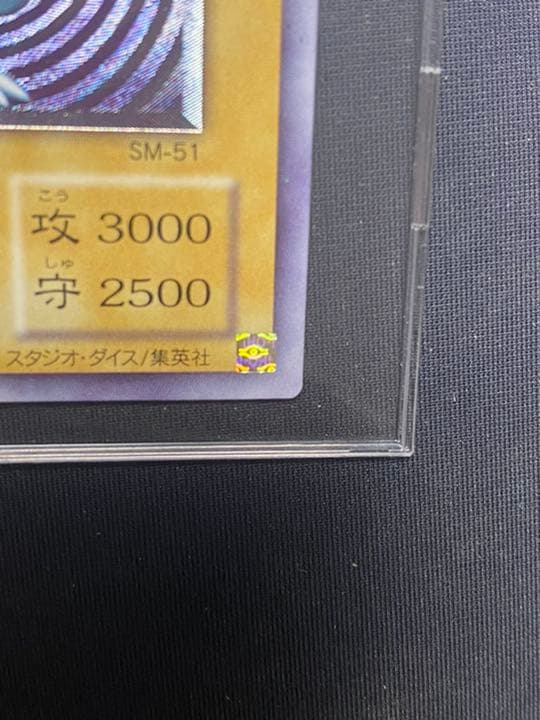 SM-51
こう
攻 3000
しゅ
守 2500
スタジオ・ダイス/集英社